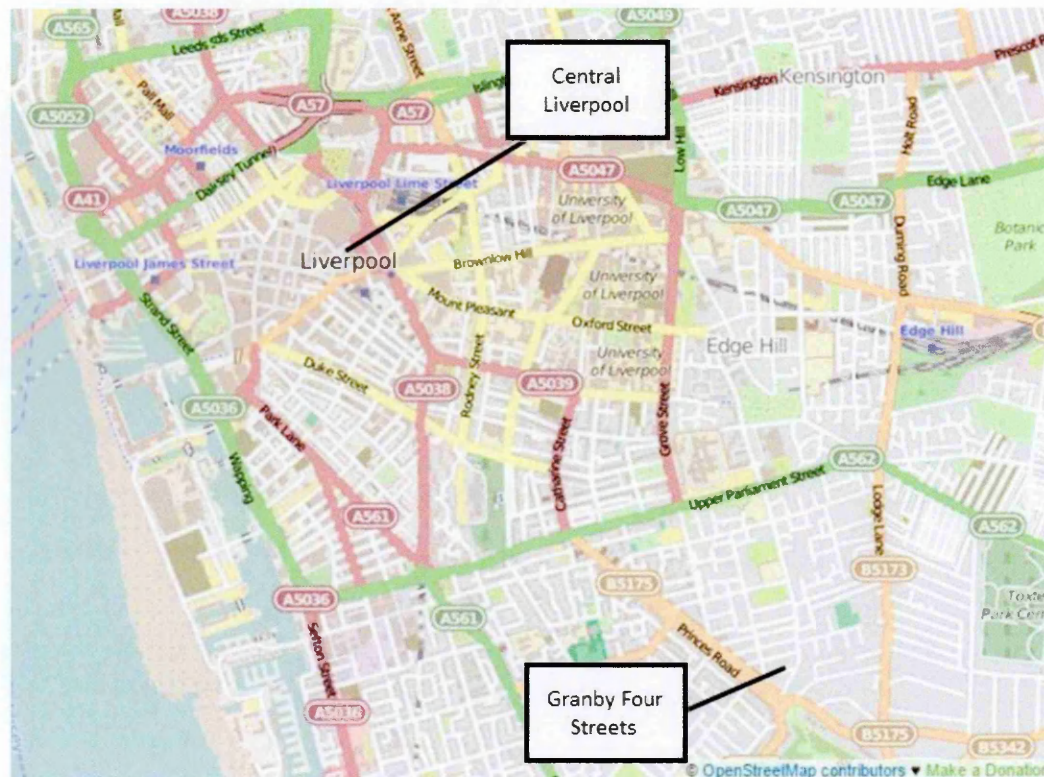 A565
Mall
A5038
Anne Street
A5049
Leeds
Street
Pall Mall
A57
A57
Central
Liverpool
Kensington
Kensington
Prescot R
A5052
Moorfields
Holt Road
Low Hill
A5047
Liverpool Lime Street
University
of Liverpool
Edge Lane
A41
A5047
A5047
Botanic
Park
Liverpool James Street
Liverpool
Brownlow Hill
University
of Liverpool
Durning Road
Strand Street
Mount Pleasant
Oxford Street
Edge Hill
Edge Hill
University
of Liverpool
Duke Street
Rodney Street
A5038
A5039
A5036
Park Lane
Grove Street
Catharine Street
Wapping
A562
Upper Parliament Street
A561
Lodge Lane
A562
A5036
A561
B5175
B5173
Toxte
Park Cem
Sefton Street
Princes Road
Granby Four
Streets
A5036
B5175
B5342
© OpenStreetMap contributors ♥ Make a Donation